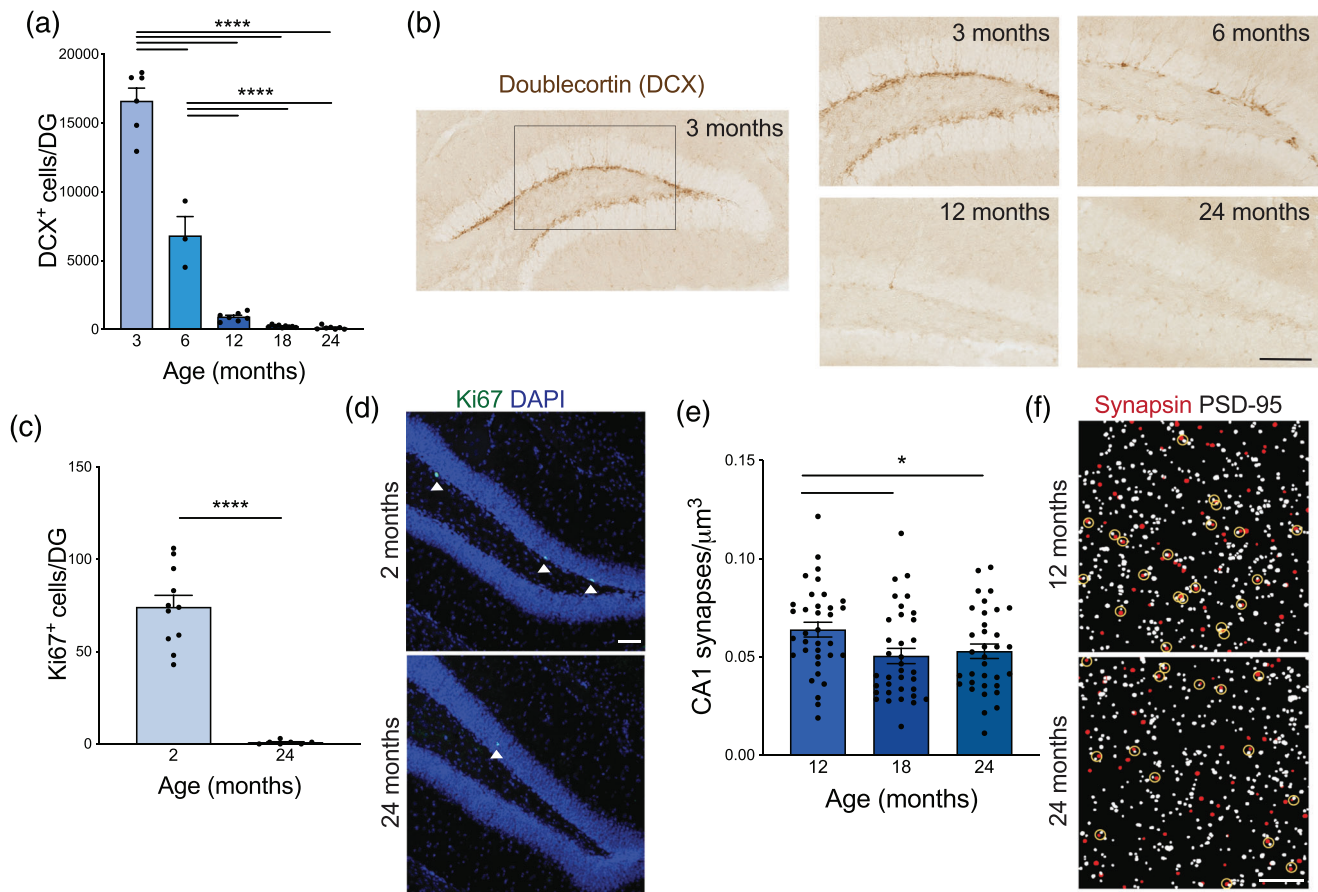 (a)
****
****
20000
15000
10000
5000
0
DCX+ cells/DG
3 6 12 18 24
Age (months)
(b)
Doublecortin (DCX)
3 months
3 months
6 months
12 months
24 months
(c)
150
100
50
0
****
Ki67+ cells/DG
2 24
Age (months)
(d)
Ki67 DAPI
2 months
24 months
(e)
*
0.15
0.10
0.05
0.00
CA1 synapses/μm3
12 18 24
Age (months)
(f)
Synapsin PSD-95
12 months
24 months